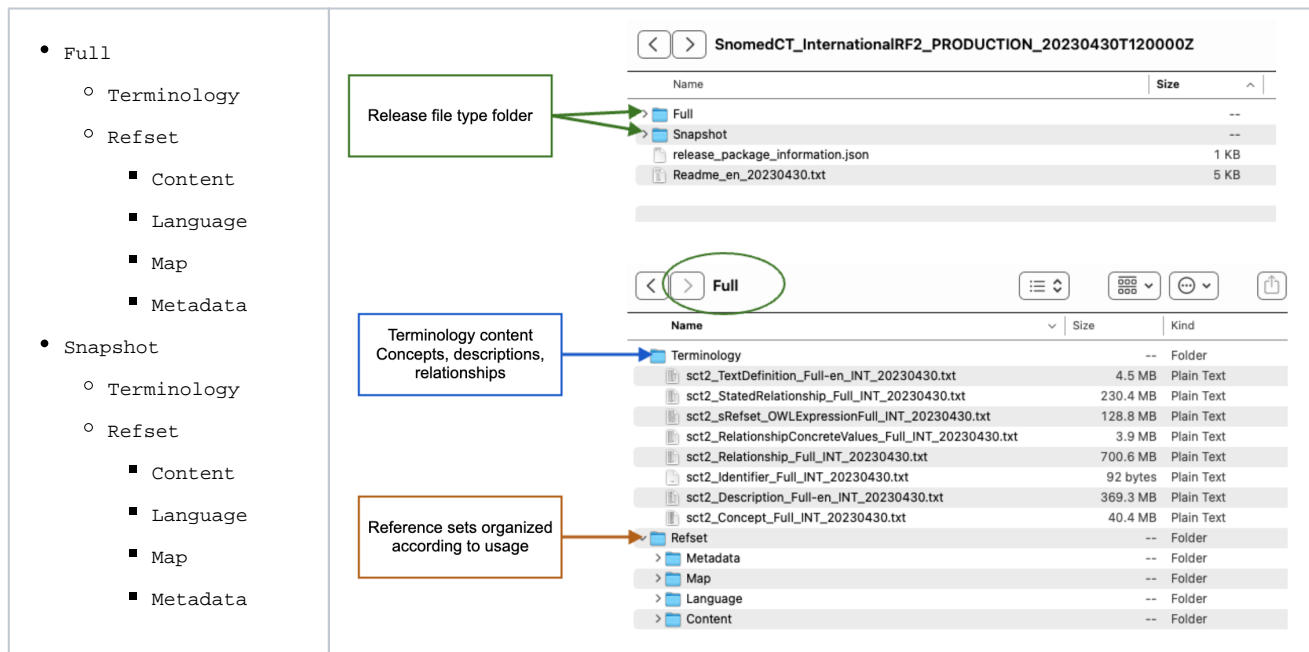 Full
Terminology
Refset
Content
Language
Map
Metadata
Snapshot
Terminology
Refset
Content
Language
Map
Metadata
SnomedCT_InternationalRF2_PRODUCTION_20230430T120000Z
Name Size
Release file type folder
Full --
Snapshot --
release_package_information.json 1 KB
Readme_en_20230430.txt 5 KB
Full
Name Size Kind
Terminology content
Concepts, descriptions,
relationships
Terminology -- Folder
sct2_TextDefinition_Full-en_INT_20230430.txt 4.5 MB Plain Text
sct2_StatedRelationship_Full_INT_20230430.txt 230.4 MB Plain Text
sct2_sRefset_OWLExpressionFull_INT_20230430.txt 128.8 MB Plain Text
sct2_RelationshipConcreteValues_Full_INT_20230430.txt 3.9 MB Plain Text
sct2_Relationship_Full_INT_20230430.txt 700.6 MB Plain Text
sct2_Identifier_Full_INT_20230430.txt 92 bytes Plain Text
sct2_Description_Full-en_INT_20230430.txt 369.3 MB Plain Text
sct2_Concept_Full_INT_20230430.txt 40.4 MB Plain Text
Reference sets organized
according to usage
Refset -- Folder
Metadata -- Folder
Map -- Folder
Language -- Folder
Content -- Folder